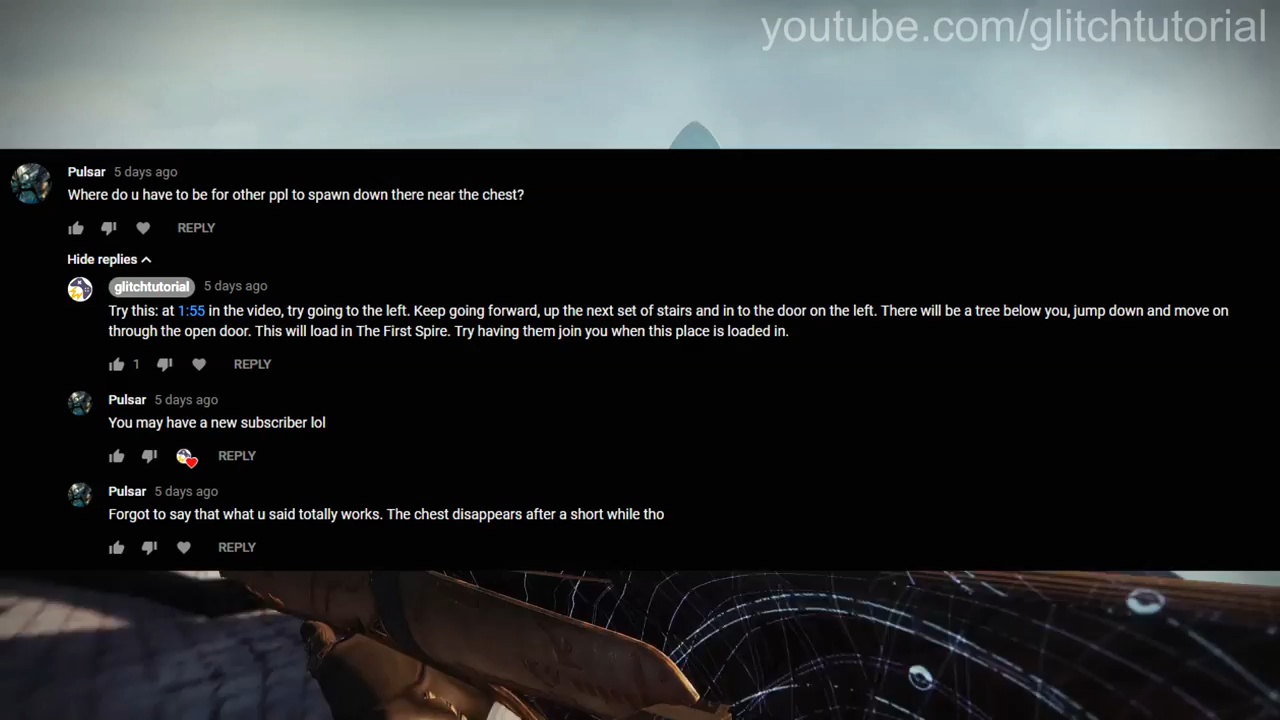 youtube.com/glitchtutorial
Pulsar 5 days ago
Where do u have to be for other ppl to spawn down there near the chest?
REPLY
Hide replies
glitchtutorial 5 days ago
Try this: at 1:55 in the video, try going to the left. Keep going forward, up the next set of stairs and in to the door on the left. There will be a tree below you, jump down and move on
through the open door. This will load in The First Spire. Try having them join you when this place is loaded in.
1 REPLY
Pulsar 5 days ago
You may have a new subscriber lol
REPLY
Pulsar 5 days ago
Forgot to say that what u said totally works. The chest disappears after a short while tho
REPLY